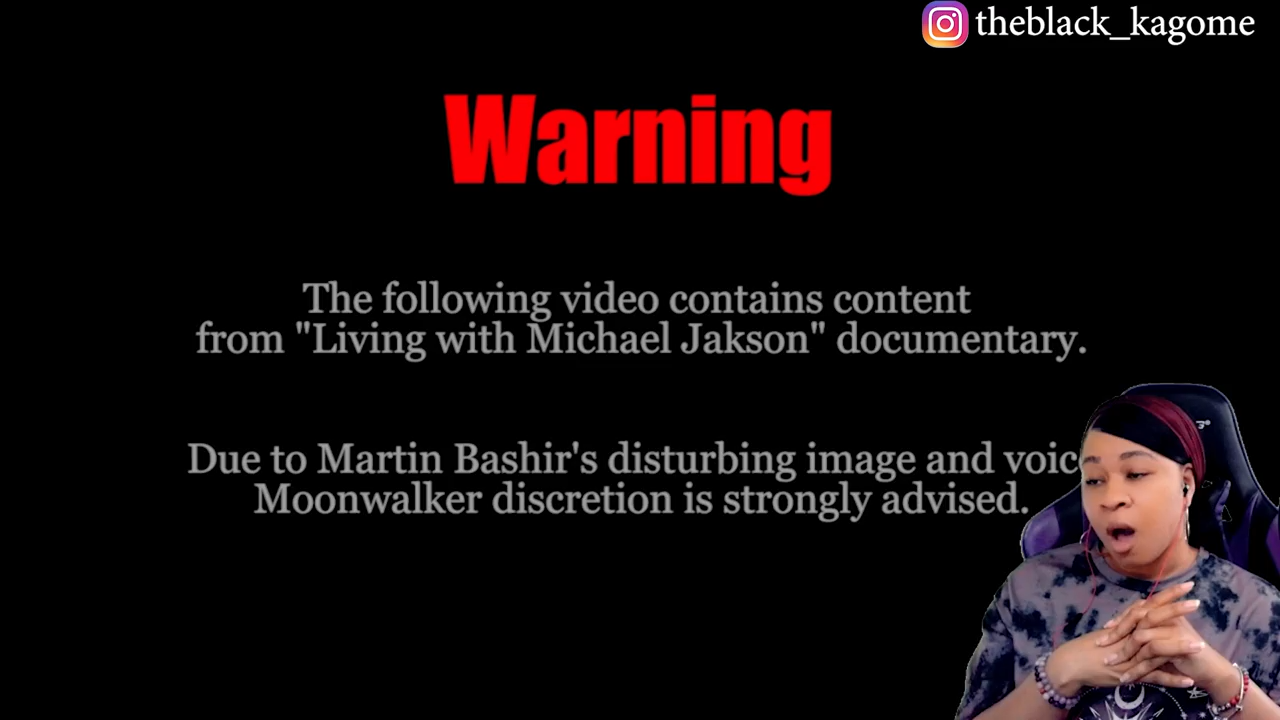 theblack_kagome
Warning
The following video contains content
from "Living with Michael Jakson" documentary.
Due to Martin Bashir's disturbing image and voice
Moonwalker discretion is strongly advised.